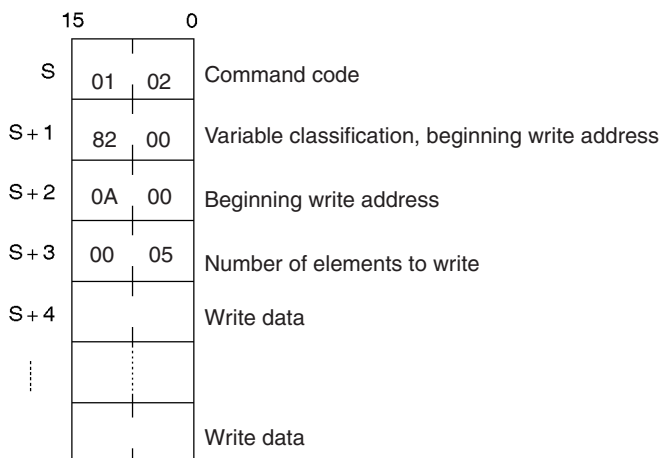 15 0
S 01 02 Command code
S+1 82 00 Variable classification, beginning write address
S+2 0A 00 Beginning write address
S+3 00 05 Number of elements to write
S+4 Write data
Write data